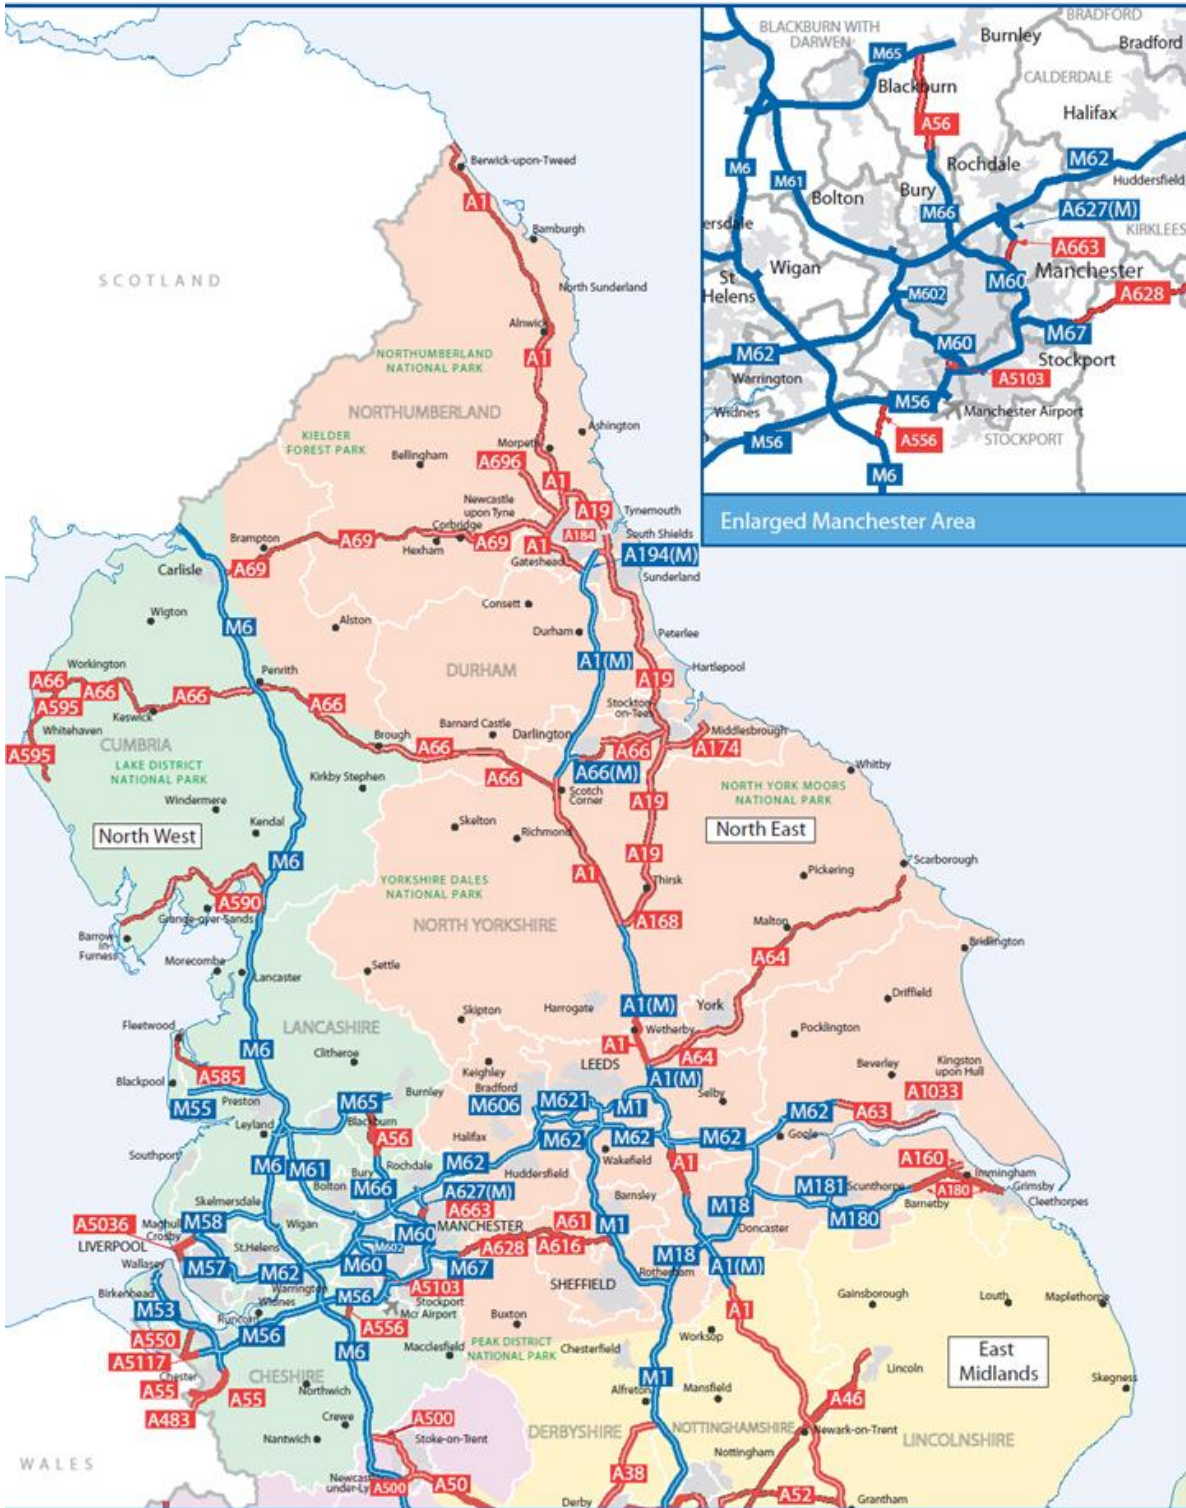 BLACKBURN WITH
DARWEN
BRADFORD
Burnley
Bradford
M65
CALDERDALE
Blackburn
Halifax
A56
Rochdale
M62
M6
M61
Huddersfield
Bolton
Bury
M66
A627(M)
KIRKLEES
A663
Wigan
M60
Manchester
St
Helens
M602
A628
M67
M60
M62
Stockport
Warrington
A5103
M56
Widnes
Manchester Airport
A556
STOCKPORT
M56
M6
Enlarged Manchester Area
Berwick-upon-Tweed
A1
Bamburgh
SCOTLAND
North Sunderland
Alnwick
NORTHUMBERLAND
NATIONAL PARK
A1
NORTHUMBERLAND
KIELDER
FOREST PARK
Ashington
Morpeth
Bellingham
A696
A1
Newcastle
upon Tyne
A19
Tynemouth
Corbridge
A184
South Shields
Brampton
A69
Hexham
A69
A1
Gateshead
A194(M)
Carlisle
A69
Sunderland
Consett
Wigton
Alston
M6
Durham
Peterlee
A1(M)
DURHAM
Hartlepool
Workington
Penrith
A66
A66
A66
A19
A595
Keswick
A66
Stockton
-on-Tees
Whitehaven
Barnard Castle
Darlington
Middlesbrough
CUMBRIA
Brough
A66
A66
A174
A595
LAKE DISTRICT
NATIONAL PARK
Kirkby Stephen
A66
A66(M)
Whitby
Scotch
Corner
NORTH YORK MOORS
NATIONAL PARK
Windermere
A19
North West
Kendal
Skelton
Richmond
North East
M6
A19
Scarborough
YORKSHIRE DALES
NATIONAL PARK
A1
Thirsk
Pickering
A590
Grange-over-Sands
NORTH YORKSHIRE
A168
Malton
Barrow
-in-
Furness
Bridlington
Morecambe
Lancaster
Settle
A64
A1(M)
Driffield
Skipton
Harrogate
York
Fleetwood
LANCASHIRE
Wetherby
Pocklington
M6
Clitheroe
A1
A64
Keighley
LEEDS
Beverley
Kingston
upon Hull
Blackpool
A585
Bradford
A1(M)
Burnley
Selby
A1033
M55
Preston
M65
M606
M621
M1
M62
A63
Leyland
Blackburn
A56
Halifax
M62
M62
M62
Goole
Southport
M6
M61
Bury
Rochdale
M62
Wakefield
A1
A160
Immingham
Bolton
M66
A627(M)
Huddersfield
Barnsley
M181
Scunthorpe
A180
Grimsby
Skelmersdale
A663
M18
M180
Barnetby
Cleethorpes
A5036
Maghull
M58
Wigan
MANCHESTER
A61
M1
Doncaster
Crosby
M60
LIVERPOOL
St.Helens
M602
A628
A616
M18
Wallasey
M57
M62
M60
M67
Rotherham
A1(M)
Warrington
SHEFFIELD
Birkenhead
Widnes
M56
A5103
Gainsborough
Louth
Maplethorpe
M53
Runcorn
Stockport
Mcr Airport
A1
M56
A556
Buxton
A550
M6
Macclesfield
PEAK DISTRICT
NATIONAL PARK
Worksop
A5117
Chesterfield
East
Midlands
Chester
CHESHIRE
Lincoln
A55
A55
Northwich
M1
Alfreton
Mansfield
A46
Skegness
A483
Crewe
A500
DERBYSHIRE
NOTTINGHAMSHIRE
Newark-on-Trent
Nantwich
Stoke-on-Trent
LINCOLNSHIRE
WALES
Nottingham
A38
A500
A50
Derby
A52
Grantham